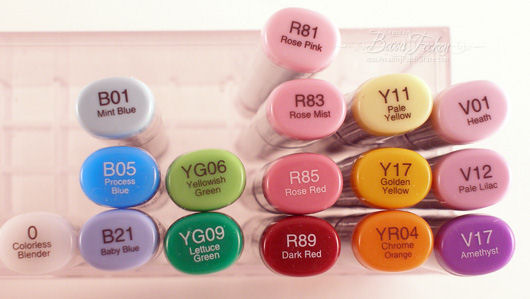 R81
Rose Pink
B01
Mint Blue
R83
Rose Mist
Y11
Pale
Yellow
V01
Heath
B05
Process
Blue
YG06
Yellowish
Green
R85
Rose Red
Y17
Golden
Yellow
V12
Pale Lilac
0
Colorless
Blender
B21
Baby Blue
YG09
Lettuce
Green
R89
Dark Red
YR04
Chrome
Orange
V17
Amethyst